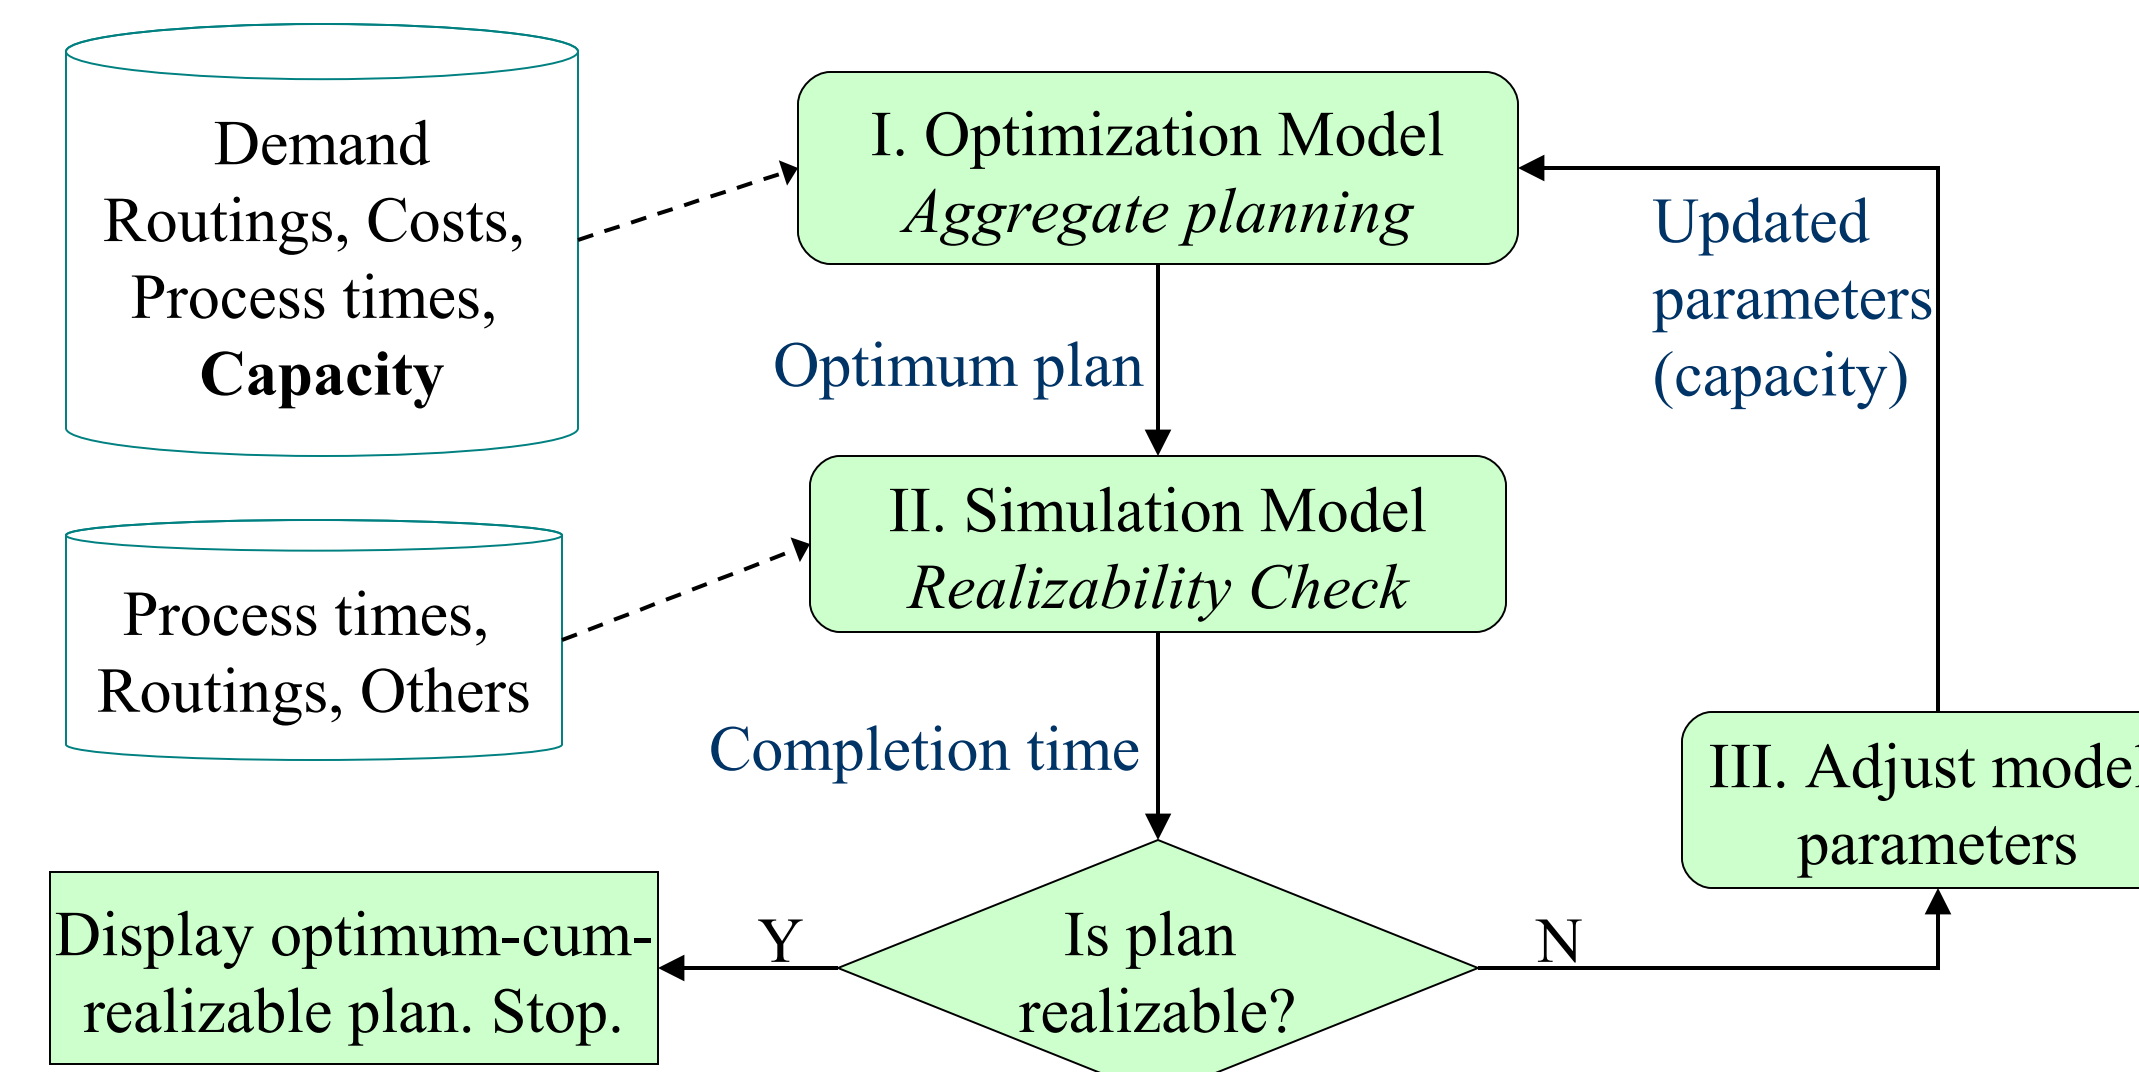 Demand
Routings, Costs,
Process times,
Capacity
I. Optimization Model
Aggregate planning
Updated
parameters
(capacity)
Optimum plan
II. Simulation Model
Realizability Check
Process times,
Routings, Others
Completion time
III. Adjust model
parameters
Display optimum-cum-
realizable plan. Stop.
Y
Is plan
realizable?
N